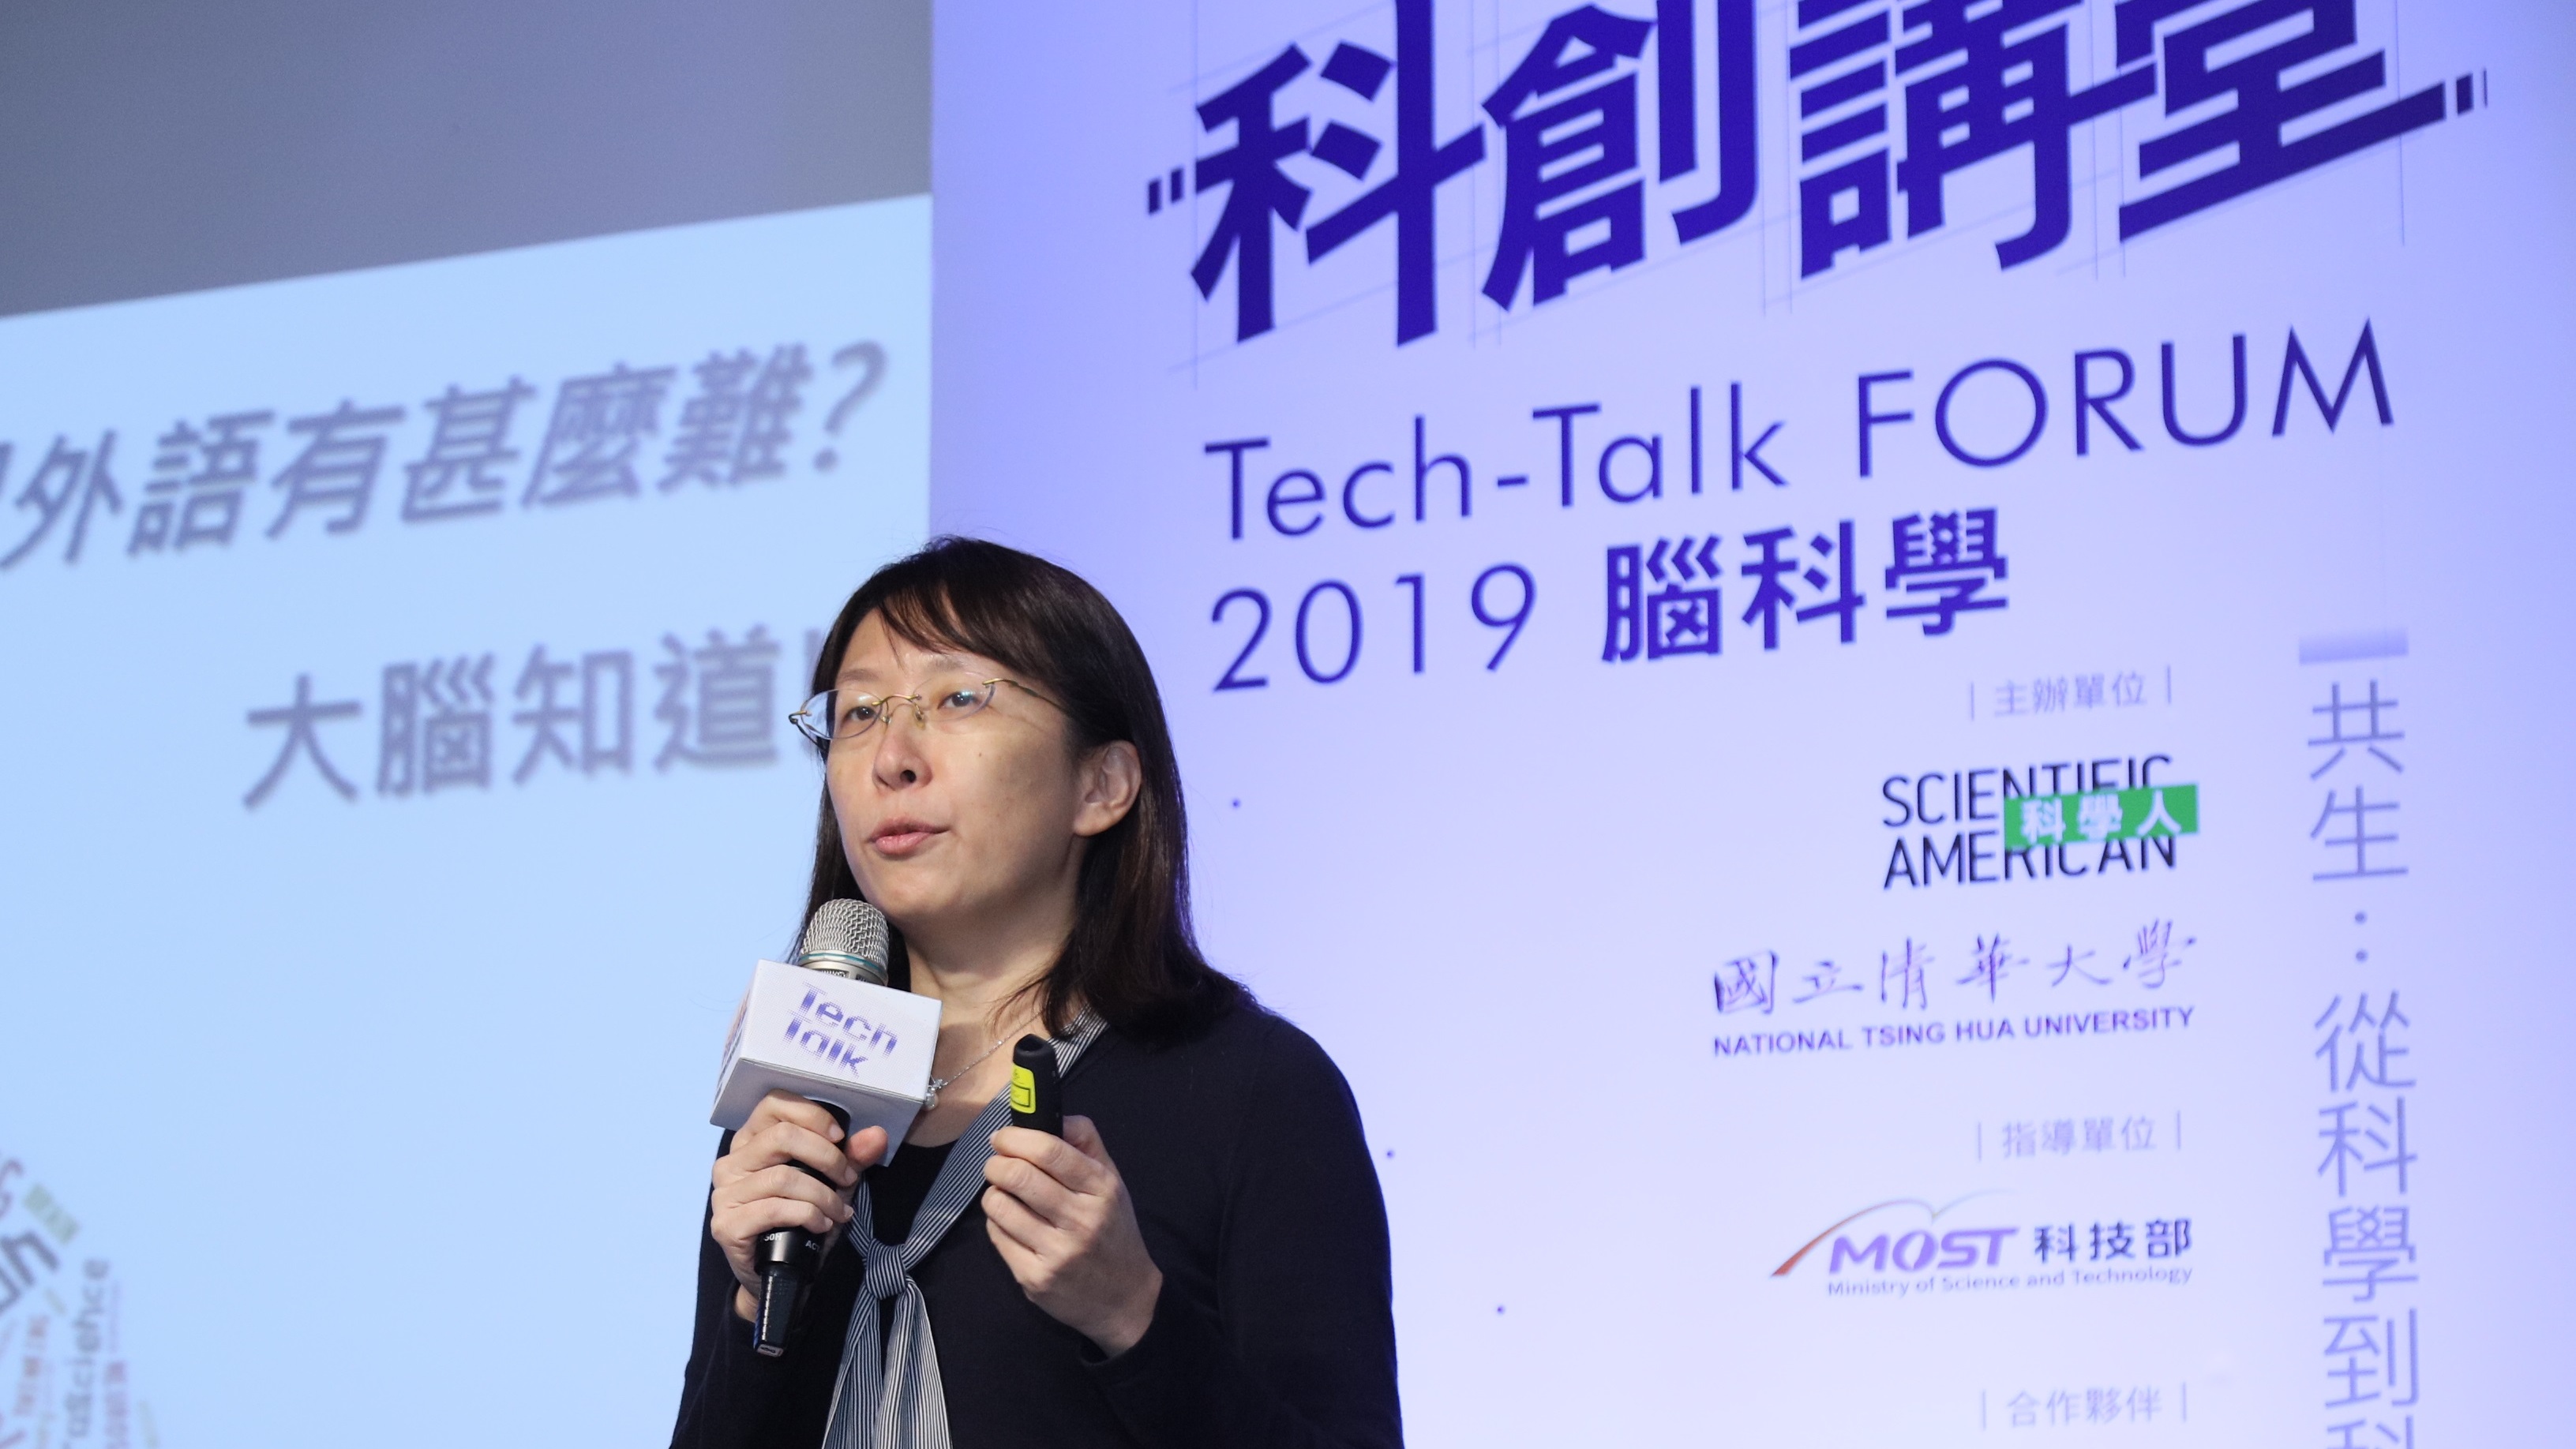 外語有甚麼難?
大腦知道!
"科創講堂"
Tech-Talk FORUM
2019 腦科學
|主辦單位|
SCIENTIFIC
科學人
AMERICAN
國立清華大學
NATIONAL TSING HUA UNIVERSITY
|指導單位|
MOST 科技部
Ministry of Science and Technology
|合作夥伴|
共生：從科學到科
Tech
Talk